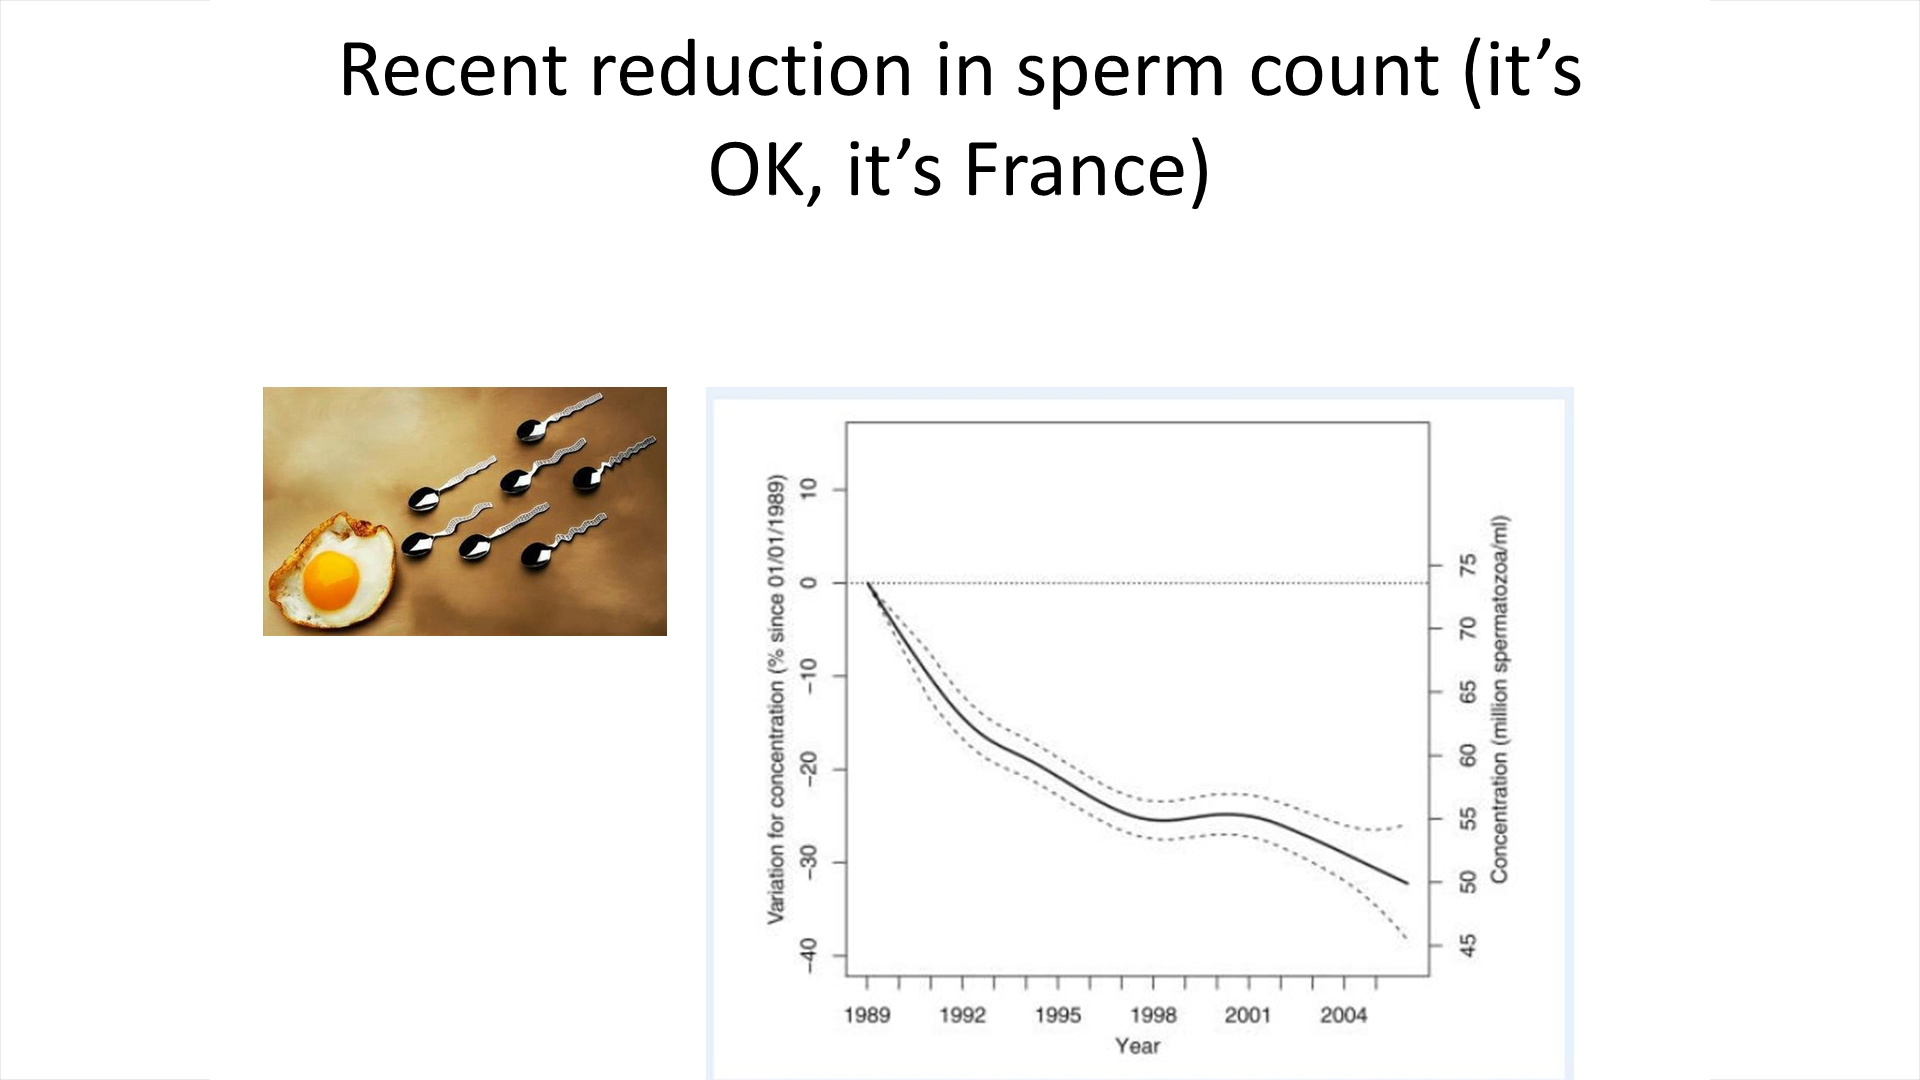 Recent reduction in sperm count (it’s
OK, it’s France)
Variation for concentration (% since 01/01/1989)
10
0
−10
−20
−30
−40
75
70
65
60
55
50
45
Concentration (million spermatozoa/ml)
1989 1992 1995 1998 2001 2004
Year